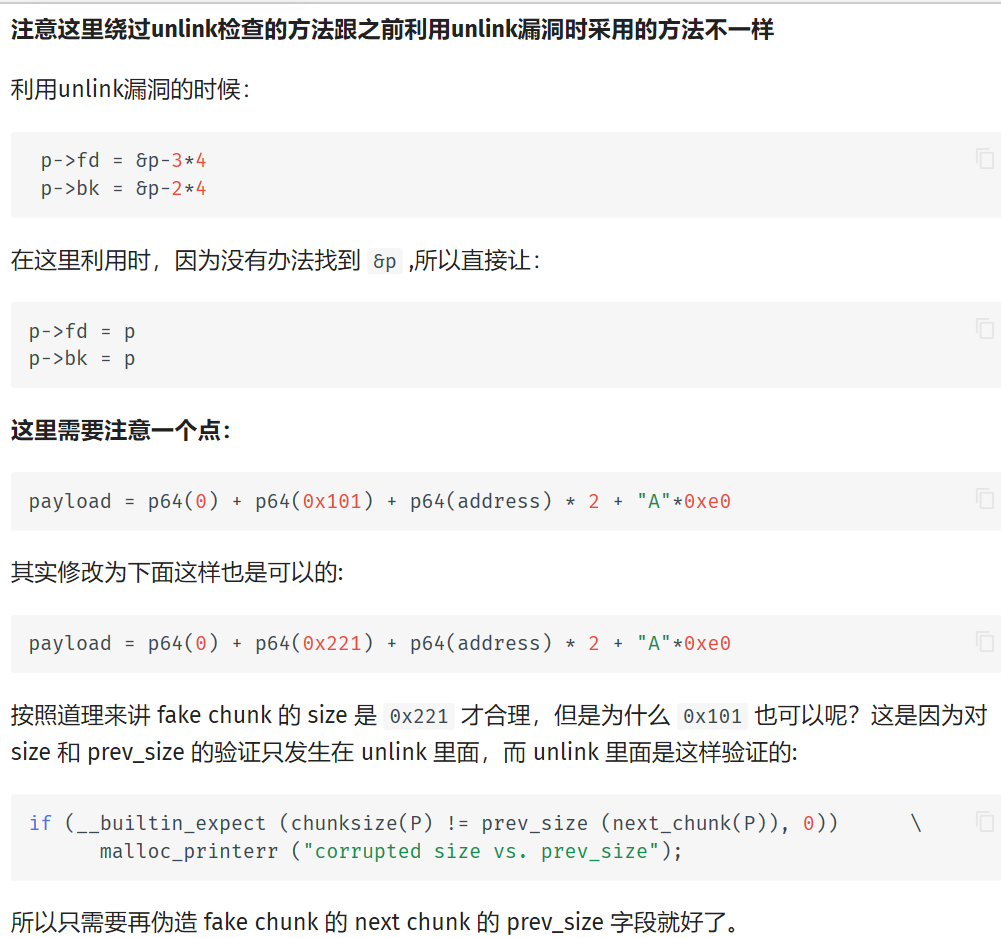 注意这里绕过unlink检查的方法跟之前利用unlink漏洞时采用的方法不一样
利用unlink漏洞的时候：
p->fd = &p-3*4
p->bk = &p-2*4
在这里利用时，因为没有办法找到 &p ,所以直接让：
p->fd = p
p->bk = p
这里需要注意一个点：
payload = p64(0) + p64(0x101) + p64(address) * 2 + "A"*0xe0
其实修改为下面这样也是可以的:
payload = p64(0) + p64(0x221) + p64(address) * 2 + "A"*0xe0
按照道理来讲 fake chunk 的 size 是 0x221 才合理，但是为什么 0x101 也可以呢？这是因为对
size 和 prev_size 的验证只发生在 unlink 里面，而 unlink 里面是这样验证的:
if (__builtin_expect (chunksize(P) != prev_size (next_chunk(P)), 0)) \
malloc_printerr ("corrupted size vs. prev_size");
所以只需要再伪造 fake chunk 的 next chunk 的 prev_size 字段就好了。